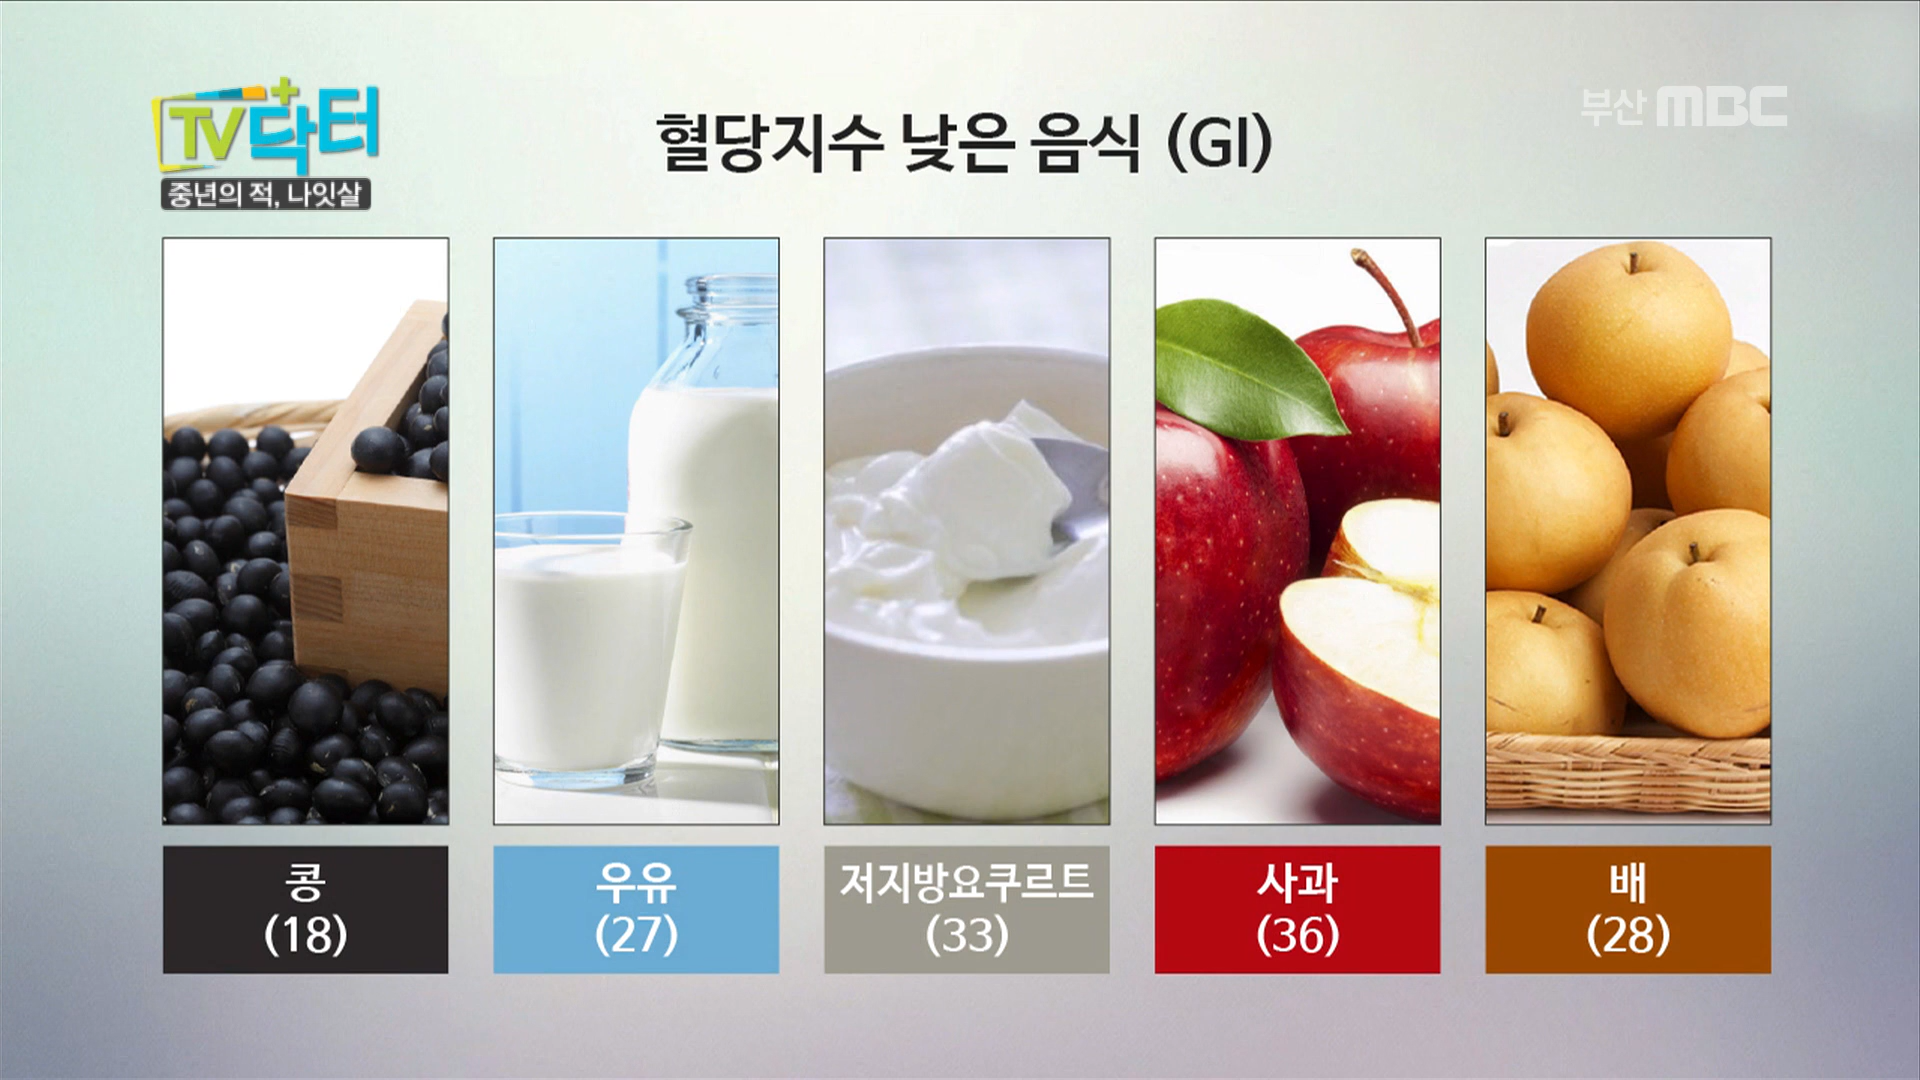 TV+닥터
중년의 적, 나잇살
혈당지수 낮은 음식 (GI)
부산 MBC
콩
(18)
우유
(27)
저지방요쿠르트
(33)
사과
(36)
배
(28)